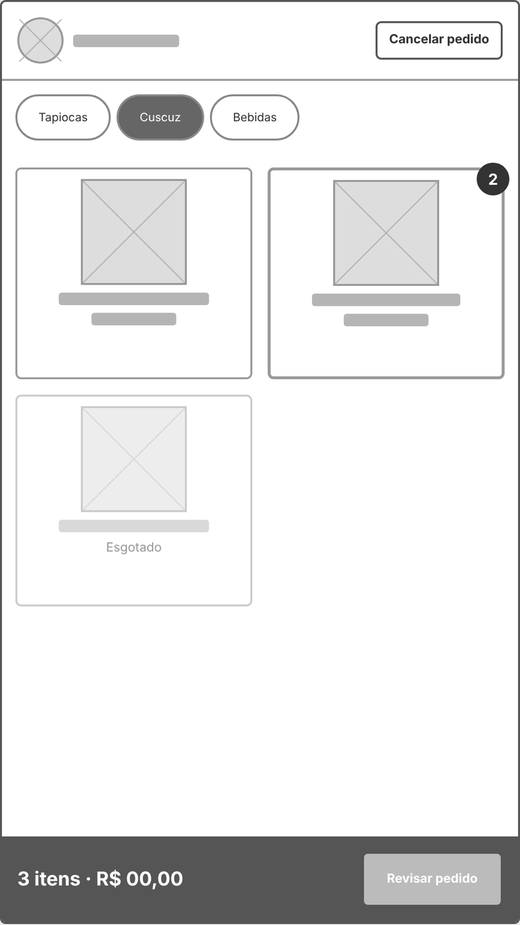 Cancelar pedido
Tapiocas
Cuscuz
Bebidas
2
Esgotado
3 itens · R$ 00,00
Revisar pedido